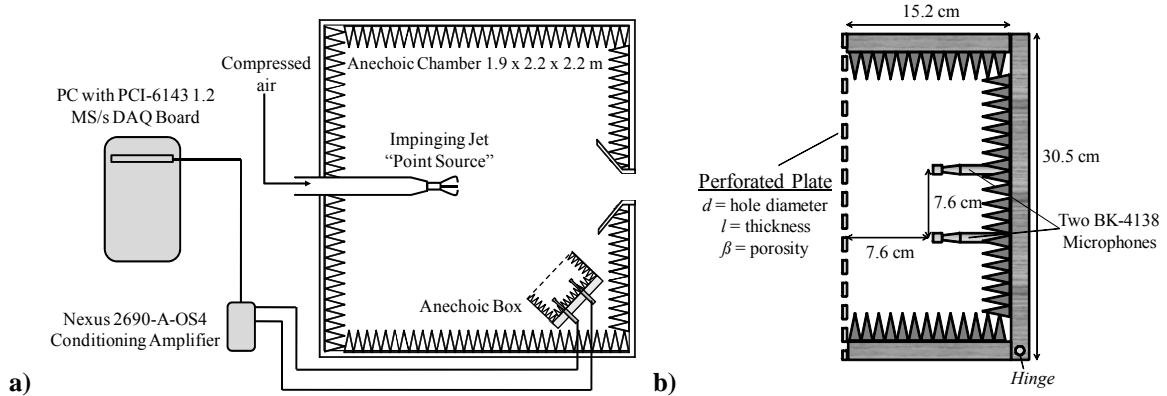 Compressed
air
PC with PCI-6143 1.2
MS/s DAQ Board
Anechoic Chamber 1.9 x 2.2 x 2.2 m
Impinging Jet
“Point Source”
Anechoic Box
Nexus 2690-A-OS4
Conditioning Amplifier
a)
15.2 cm
30.5 cm
Perforated Plate
d = hole diameter
l = thickness
β = porosity
7.6 cm
7.6 cm
Two BK-4138
Microphones
Hinge
b)